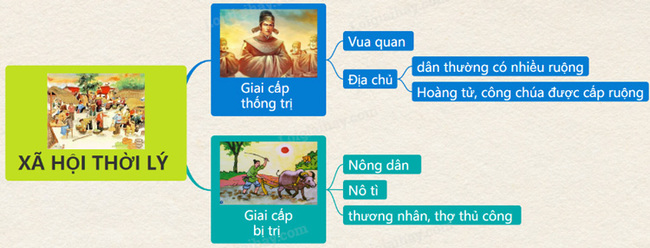 XÃ HỘI THỜI LÝ
Giai cấp
thống trị
Vua quan
Địa chủ
dân thường có nhiều ruộng
Hoàng tử, công chúa được cấp ruộng
Giai cấp
bị trị
Nông dân
Nô tì
thương nhân, thợ thủ công